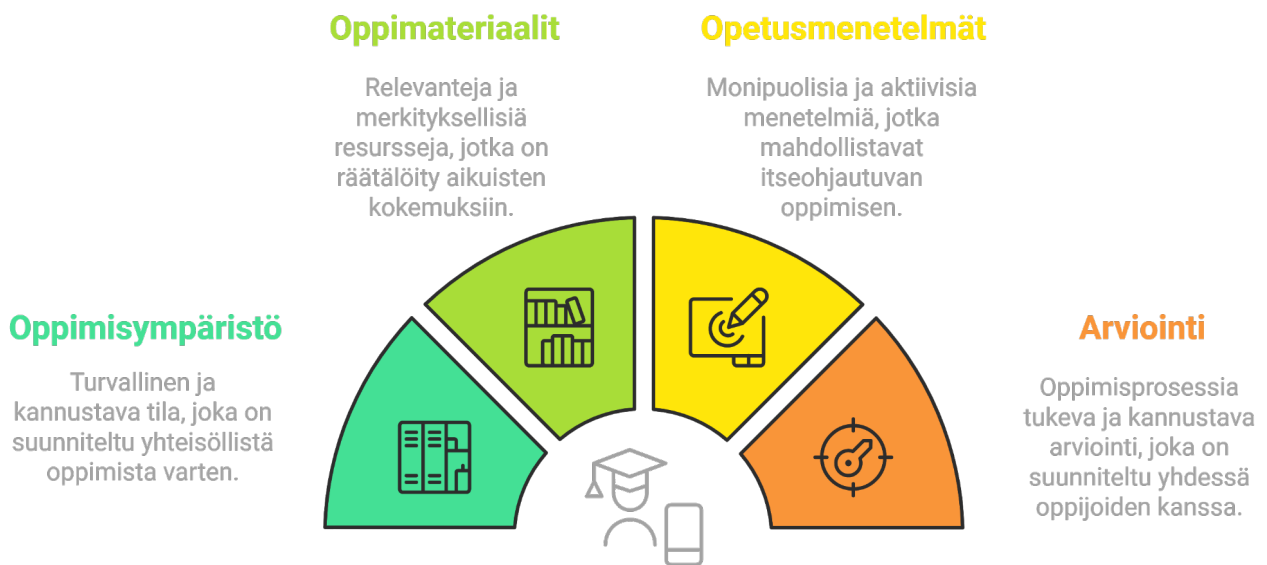 Oppimateriaalit
Relevanteja ja
merkityksellisiä
resursseja, jotka on
räätälöity aikuisten
kokemuksiin.
Opetusmenetelmät
Monipuolisia ja aktiivisia
menetelmiä, jotka
mahdollistavat
itseohjautuvan
oppimisen.
Oppimisympäristö
Turvallinen ja
kannustava tila, joka on
suunniteltu yhteisöllistä
oppimista varten.
Arviointi
Oppimisprosessia
tukeva ja kannustava
arviointi, joka on
suunniteltu yhdessä
oppijoiden kanssa.